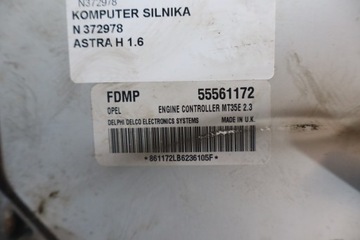 N372978
KOMPUTER SILNIKA
N 372978
ASTRA H 1.6
FDMP 55561172
OPEL ENGINE CONTROLLER MT35E 2.3
DELPHI DELCO ELECTRONICS SYSTEMS MADE IN U.K.
*861172LB623610SF*